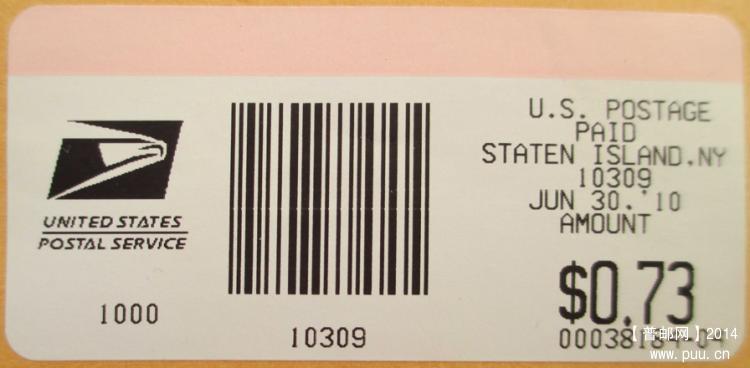 UNITED STATES
POSTAL SERVICE
1000
10309
U.S. POSTAGE
PAID
STATEN ISLAND.NY
10309
JUN 30.'10
AMOUNT
$0.73
【普邮网】2014
www.puu.cn